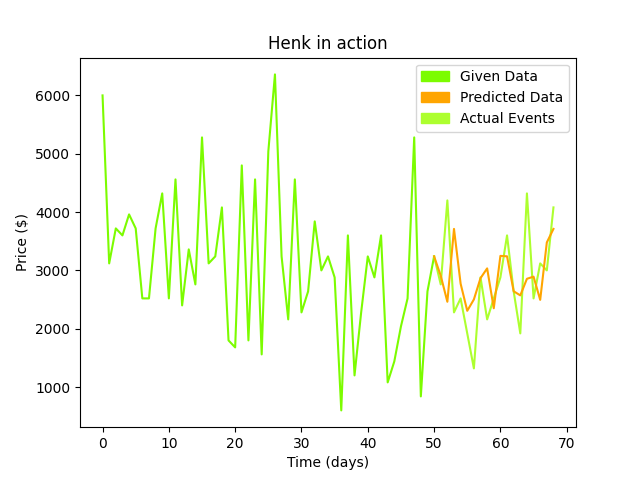 Henk in action
Given Data
Predicted Data
Actual Events
Price ($)
6000
5000
4000
3000
2000
1000
0 10 20 30 40 50 60 70
Time (days)